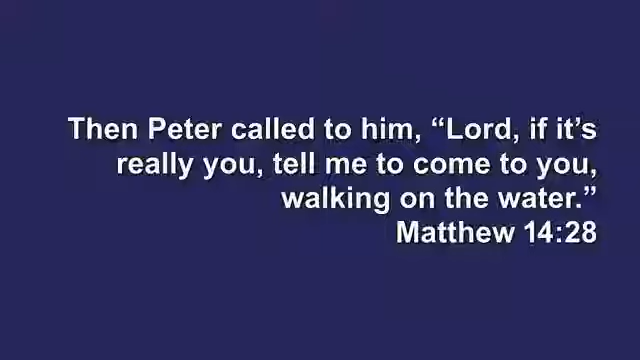 Then Peter called to him, “Lord, if it’s
really you, tell me to come to you,
walking on the water.”
Matthew 14:28